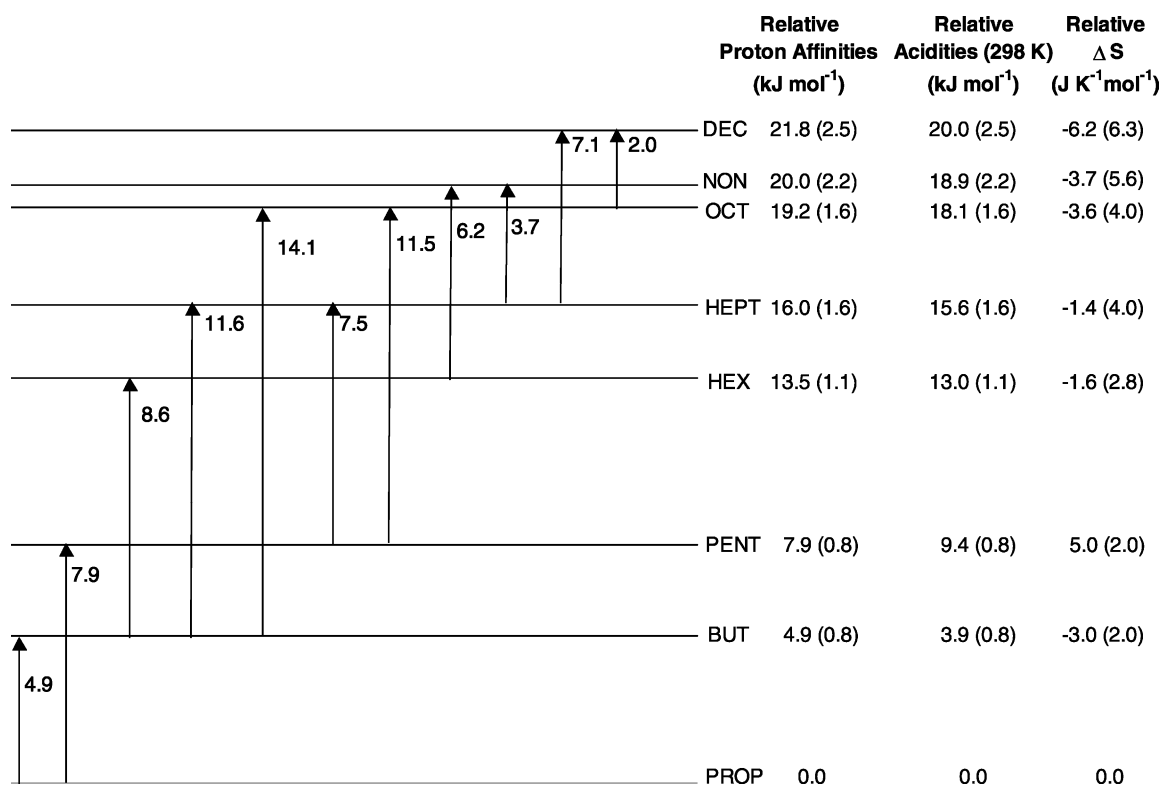 Relative Relative Relative
Proton Affinities Acidities (298 K) ΔS
(kJ mol-1) (kJ mol-1) (J K-1mol-1)
DEC 21.8 (2.5) 20.0 (2.5) -6.2 (6.3)
7.1 2.0
NON 20.0 (2.2) 18.9 (2.2) -3.7 (5.6)
OCT 19.2 (1.6) 18.1 (1.6) -3.6 (4.0)
14.1 11.5 6.2 3.7
HEPT 16.0 (1.6) 15.6 (1.6) -1.4 (4.0)
11.6 7.5
HEX 13.5 (1.1) 13.0 (1.1) -1.6 (2.8)
8.6
PENT 7.9 (0.8) 9.4 (0.8) 5.0 (2.0)
7.9
BUT 4.9 (0.8) 3.9 (0.8) -3.0 (2.0)
4.9
PROP 0.0 0.0 0.0